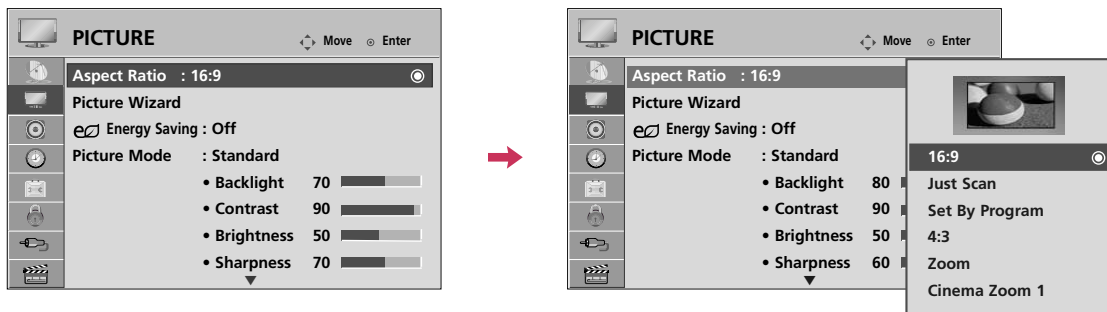 PICTURE
Move
Enter
Aspect Ratio : 16:9
Picture Wizard
Energy Saving : Off
Picture Mode : Standard
• Backlight 70
• Contrast 90
• Brightness 50
• Sharpness 70
PICTURE
Move
Enter
Aspect Ratio : 16:9
Picture Wizard
Energy Saving : Off
Picture Mode : Standard
• Backlight 80
• Contrast 90
• Brightness 50
• Sharpness 60
16:9
Just Scan
Set By Program
4:3
Zoom
Cinema Zoom 1